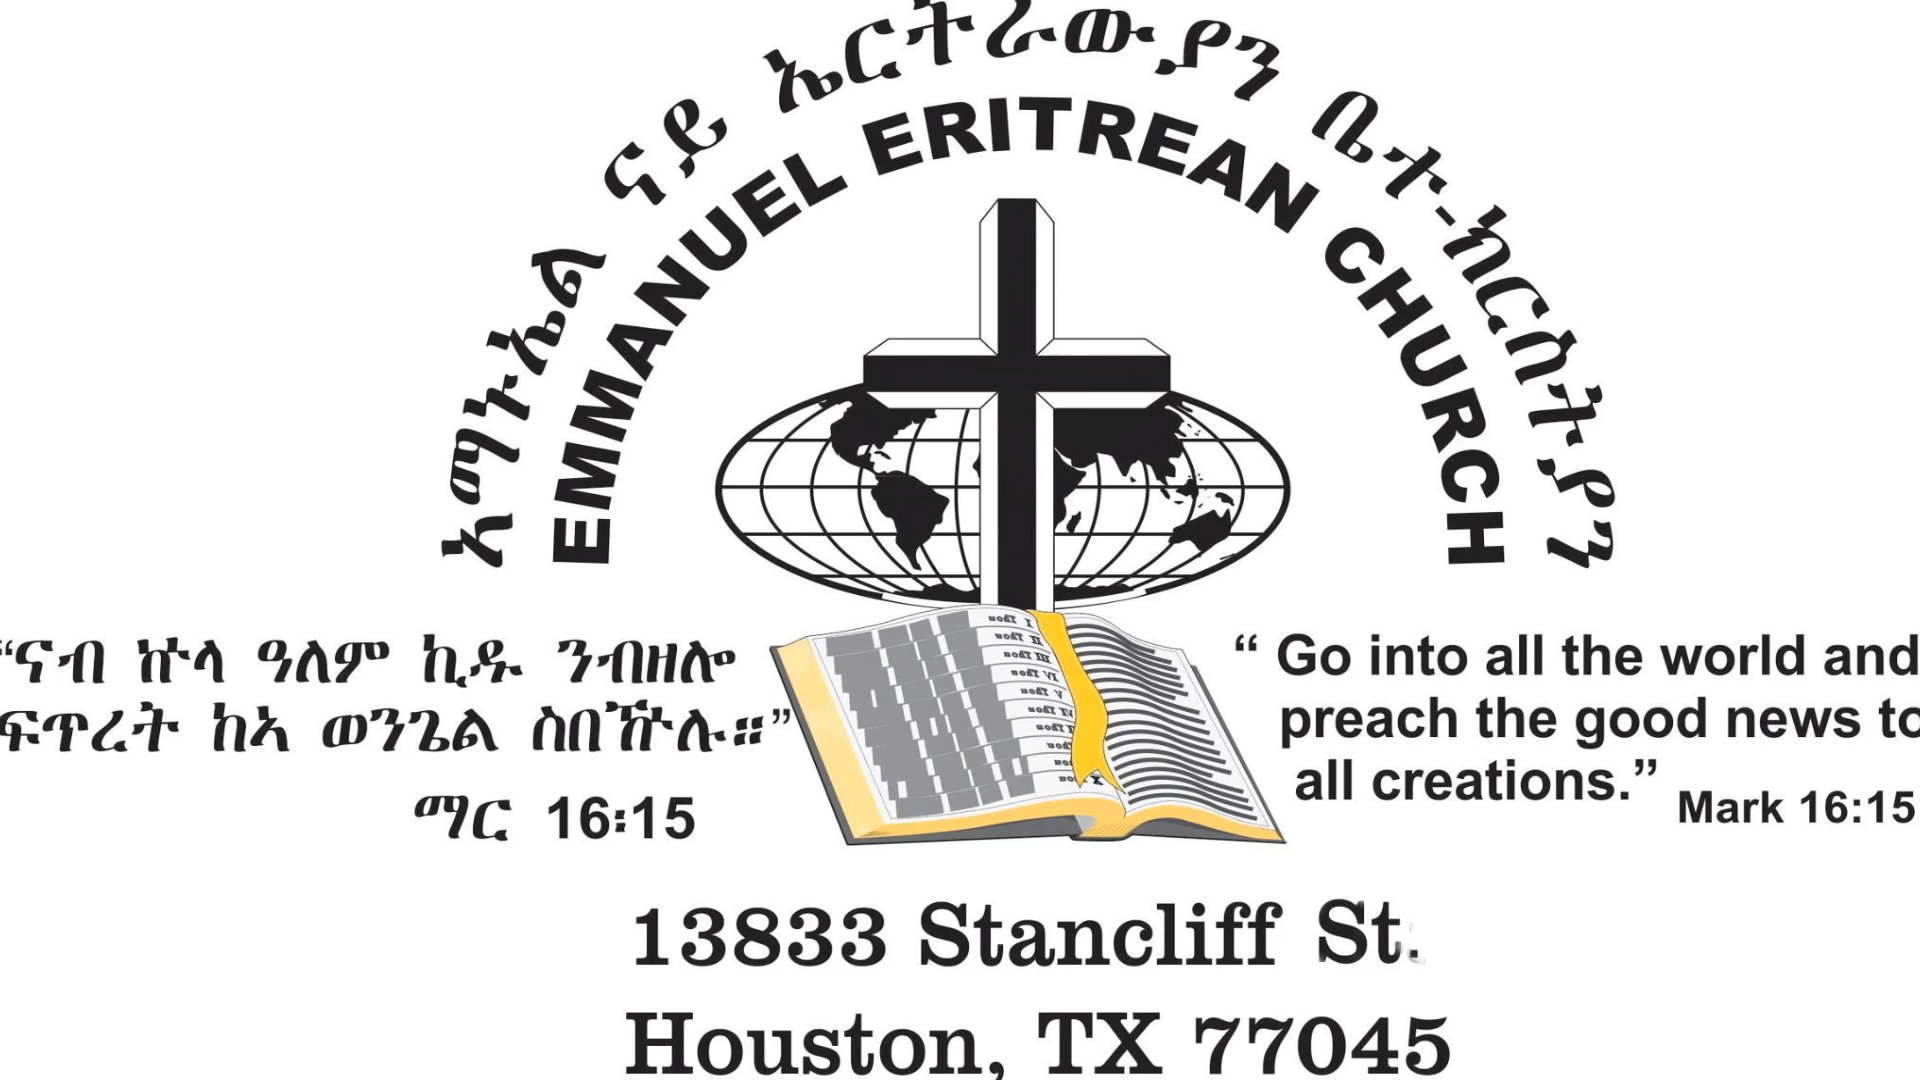 ኣማኑኤል ናይ ኤርትራውያን ቤተ-ክርስትያን
EMMANUEL ERITREAN CHURCH
“ናብ ኵላ ዓለም ኪዱ ንብዘሎ
ፍጥረት ከኣ ወንጌል ስበዥሉ።”
ማር 16፡15
“ Go into all the world and
preach the good news to
all creations.”
Mark 16:15
13833 Stancliff St.
Houston, TX 77045